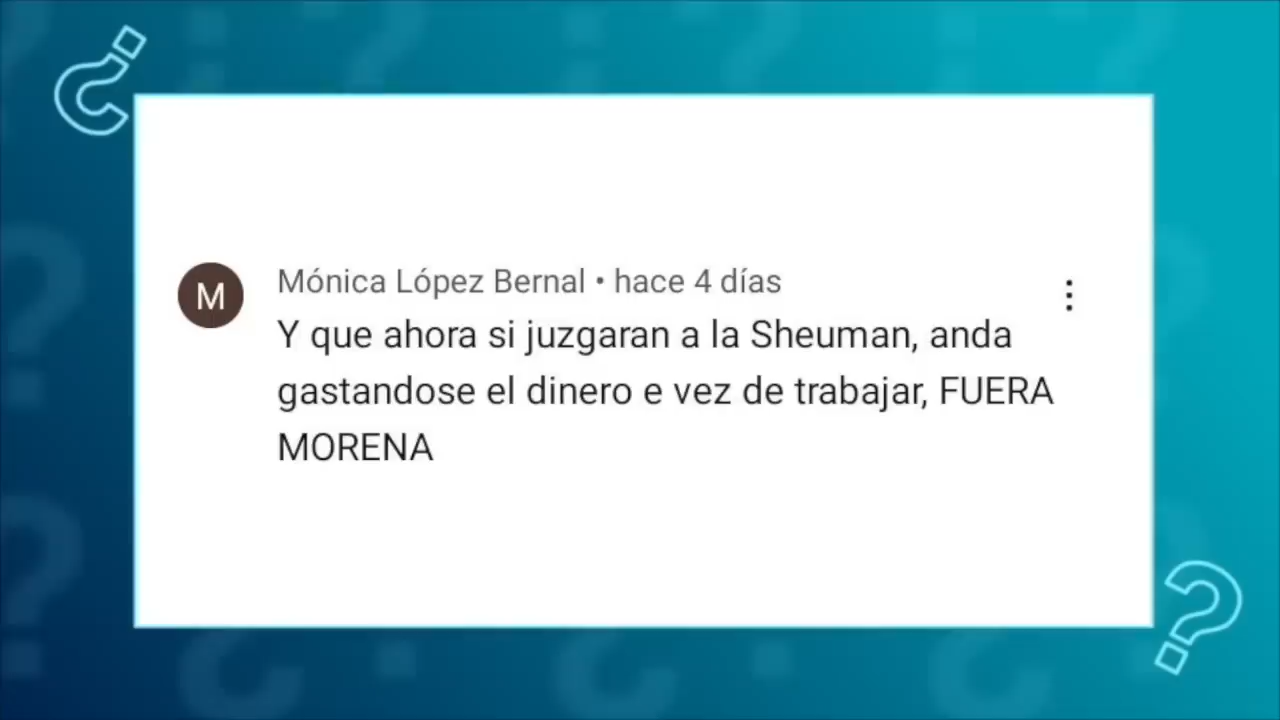 M
Mónica López Bernal • hace 4 días
Y que ahora si juzgaran a la Sheuman, anda
gastandose el dinero e vez de trabajar, FUERA
MORENA